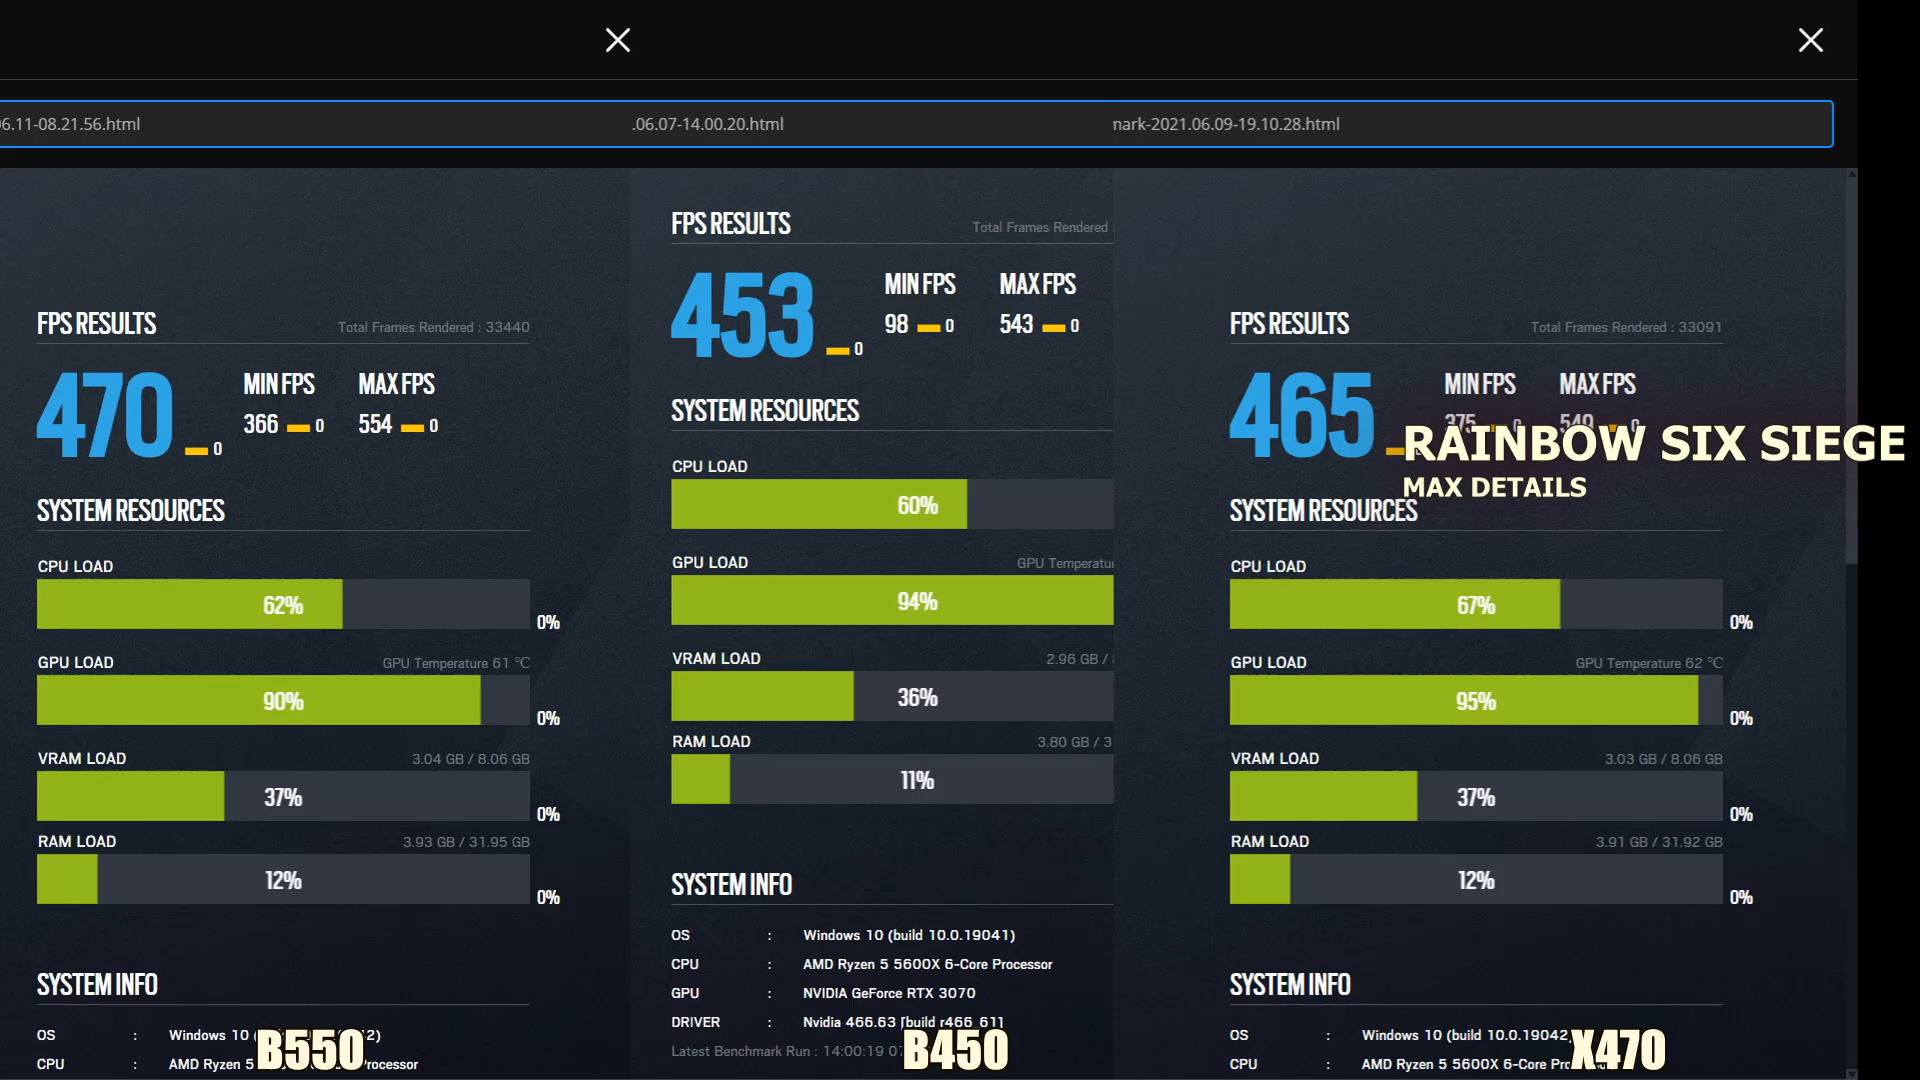 06.11-08.21.56.html
.06.07-14.00.20.html
nark-2021.06.09-19.10.28.html
FPS RESULTS
Total Frames Rendered : 33440
470
0
MIN FPS
366
0
MAX FPS
554
0
SYSTEM RESOURCES
CPU LOAD
62%
0%
GPU LOAD
GPU Temperature 61 °C
90%
0%
VRAM LOAD
3.04 GB / 8.06 GB
37%
0%
RAM LOAD
3.93 GB / 31.95 GB
12%
0%
SYSTEM INFO
OS : Windows 10 ( 2)
CPU : AMD Ryzen 5 Processor
B550
FPS RESULTS
Total Frames Rendered :
453
0
MIN FPS
98
0
MAX FPS
543
0
SYSTEM RESOURCES
CPU LOAD
60%
GPU LOAD
GPU Temperatur
94%
VRAM LOAD
2.96 GB /
36%
RAM LOAD
3.80 GB / 3
11%
SYSTEM INFO
OS : Windows 10 (build 10.0.19041)
CPU : AMD Ryzen 5 5600X 6-Core Processor
GPU : NVIDIA GeForce RTX 3070
DRIVER : Nvidia 466.63 [build r466_61]
Latest Benchmark Run : 14:00:19 07
B450
FPS RESULTS
Total Frames Rendered : 33091
465
MIN FPS
375
0
MAX FPS
549
0
RAINBOW SIX SIEGE
MAX DETAILS
SYSTEM RESOURCES
CPU LOAD
67%
0%
GPU LOAD
GPU Temperature 62 °C
95%
0%
VRAM LOAD
3.03 GB / 8.06 GB
37%
0%
RAM LOAD
3.91 GB / 31.92 GB
12%
0%
SYSTEM INFO
OS : Windows 10 (build 10.0.19042
CPU : AMD Ryzen 5 5600X 6-Core Pro
X470